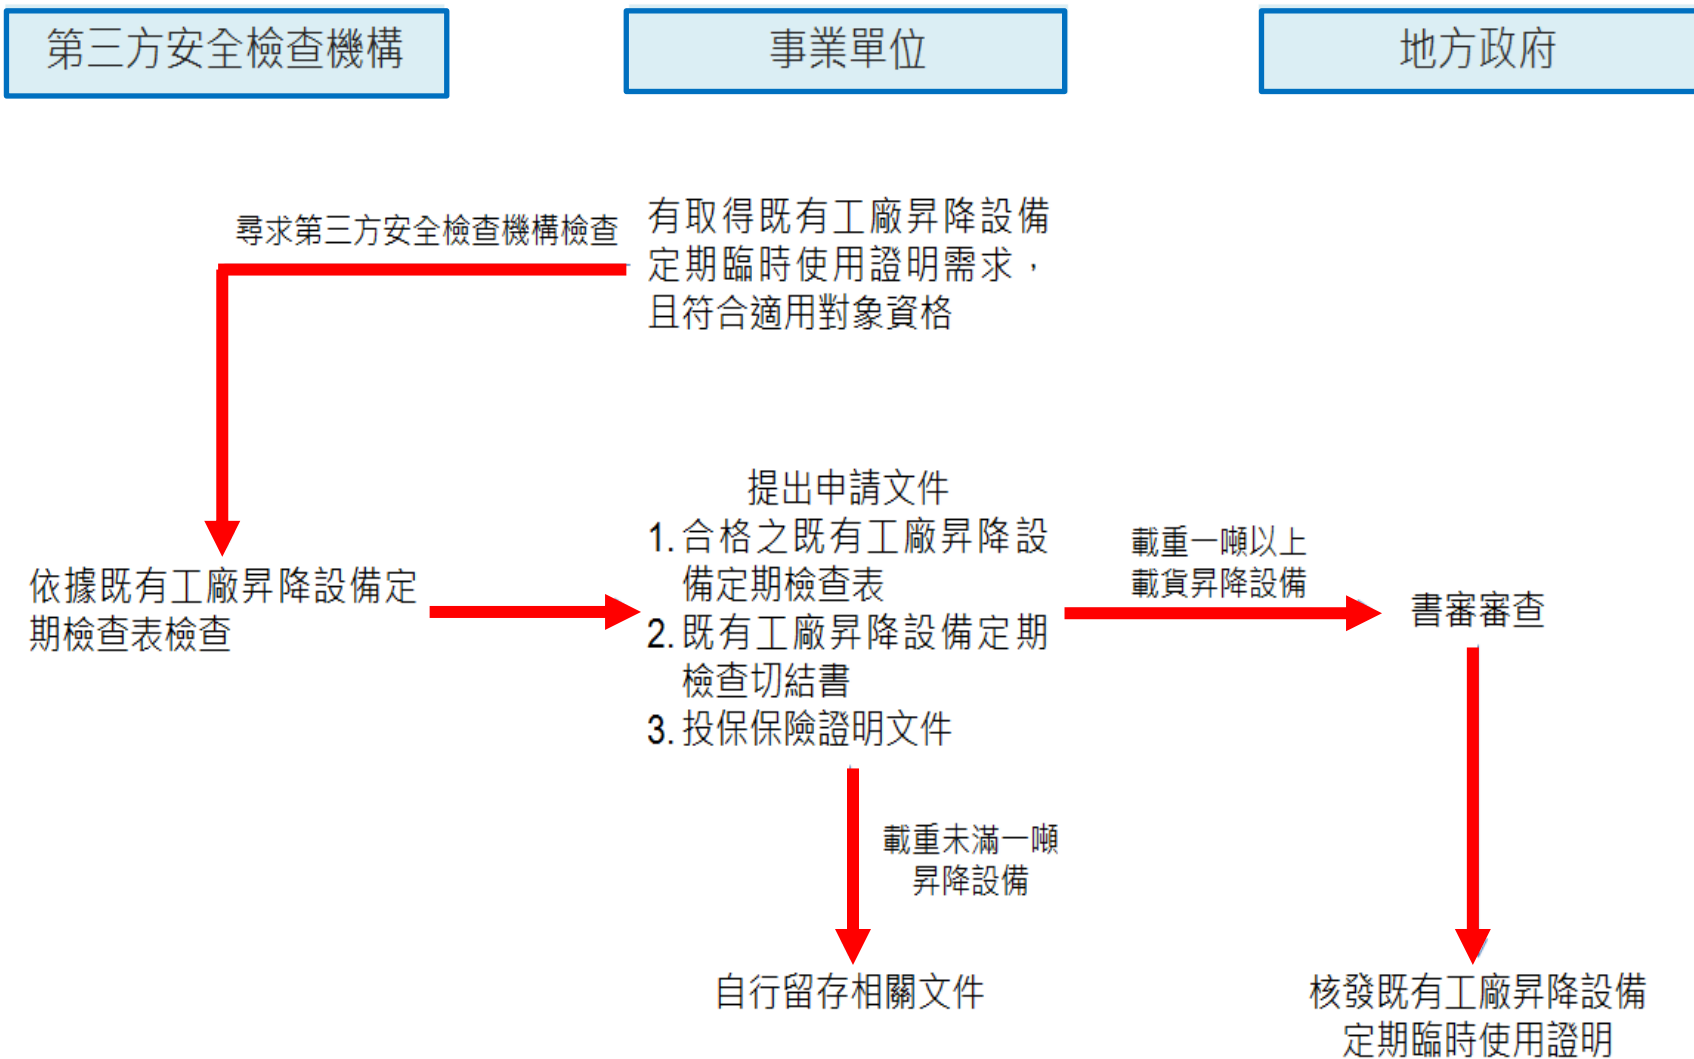 第三方安全檢查機構
事業單位
地方政府
尋求第三方安全檢查機構檢查
有取得既有工廠昇降設備
定期臨時使用證明需求，
且符合適用對象資格
依據既有工廠昇降設備定
期檢查表檢查
提出申請文件
1. 合格之既有工廠昇降設
備定期檢查表
2. 既有工廠昇降設備定期
檢查切結書
3. 投保保險證明文件
載重一噸以上
載貨昇降設備
書審審查
載重未滿一噸
昇降設備
自行留存相關文件
核發既有工廠昇降設備
定期臨時使用證明